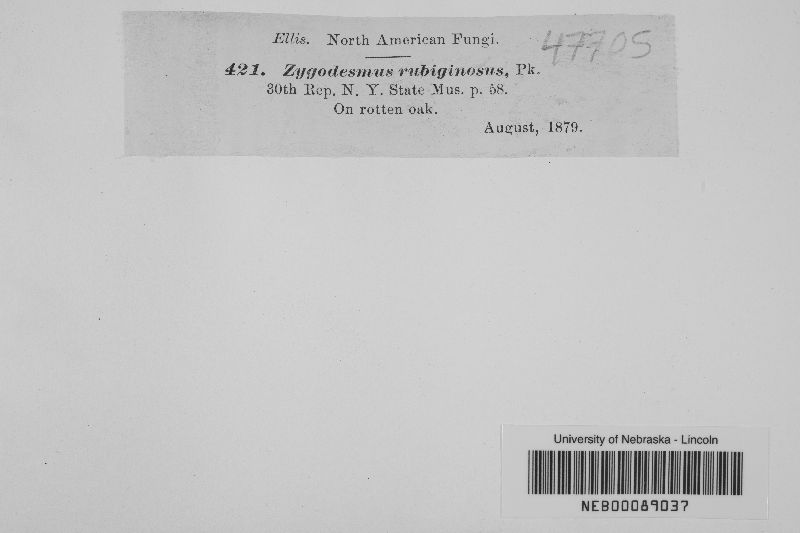 Ellis. North American Fungi.
47705
421. Zygodesmus rubiginosus, Pk.
30th Rep. N. Y. State Mus. p. 58.
On rotten oak.
August, 1879.
University of Nebraska - Lincoln
NEB00089037